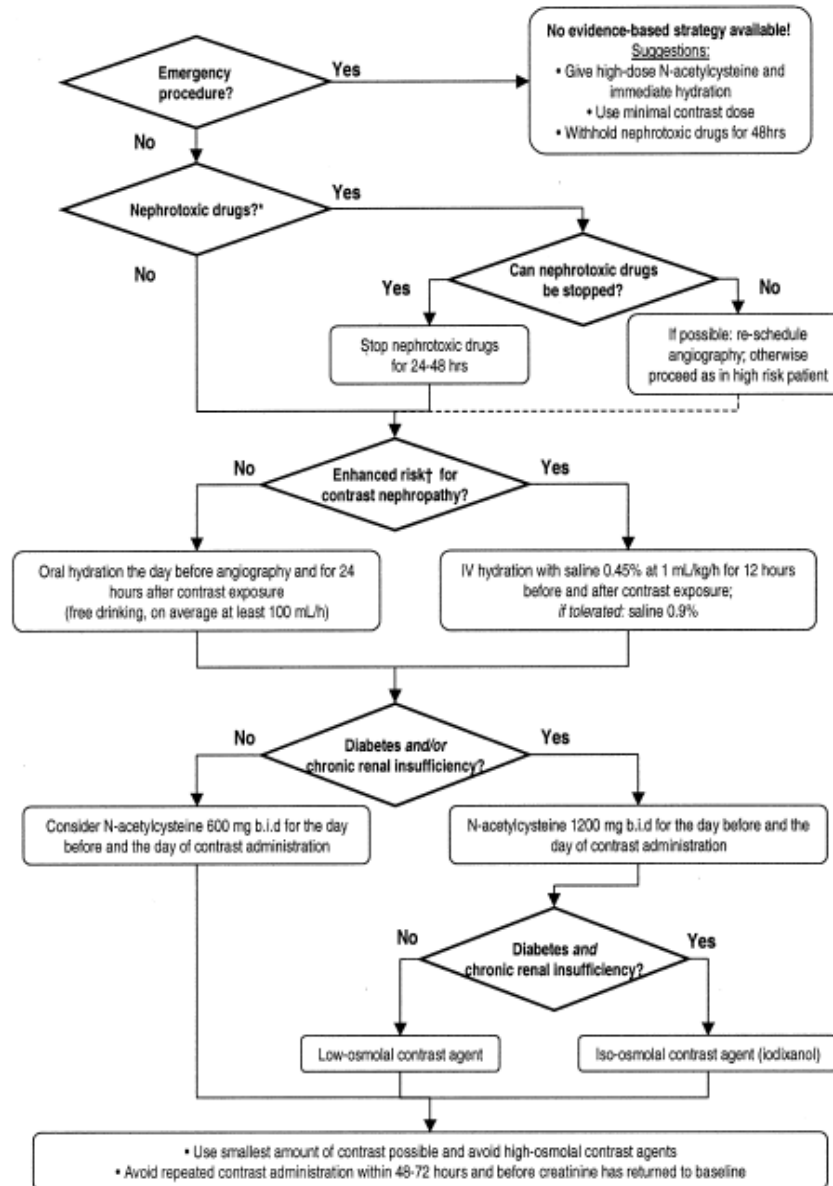 No evidence-based strategy available!
Suggestions:
• Give high-dose N-acetylcysteine and
immediate hydration
• Use minimal contrast dose
• Withhold nephrotoxic drugs for 48hrs
Emergency
procedure?
Yes
No
Nephrotoxic drugs?*
Yes
No
Can nephrotoxic drugs
be stopped?
Yes
No
Stop nephrotoxic drugs
for 24-48 hrs
If possible: re-schedule
angiography; otherwise
proceed as in high risk patient
Enhanced risk† for
contrast nephropathy?
No
Yes
Oral hydration the day before angiography and for 24
hours after contrast exposure
(free drinking, on average at least 100 mL/h)
IV hydration with saline 0.45% at 1 mL/kg/h for 12 hours
before and after contrast exposure;
if tolerated: saline 0.9%
Diabetes and/or
chronic renal insufficiency?
No
Yes
Consider N-acetylcysteine 600 mg b.i.d for the day
before and the day of contrast administration
N-acetylcysteine 1200 mg b.i.d for the day before and the
day of contrast administration
Diabetes and
chronic renal insufficiency?
No
Yes
Low-osmolal contrast agent
Iso-osmolal contrast agent (iodixanol)
• Use smallest amount of contrast possible and avoid high-osmolal contrast agents
• Avoid repeated contrast administration within 48-72 hours and before creatinine has returned to baseline